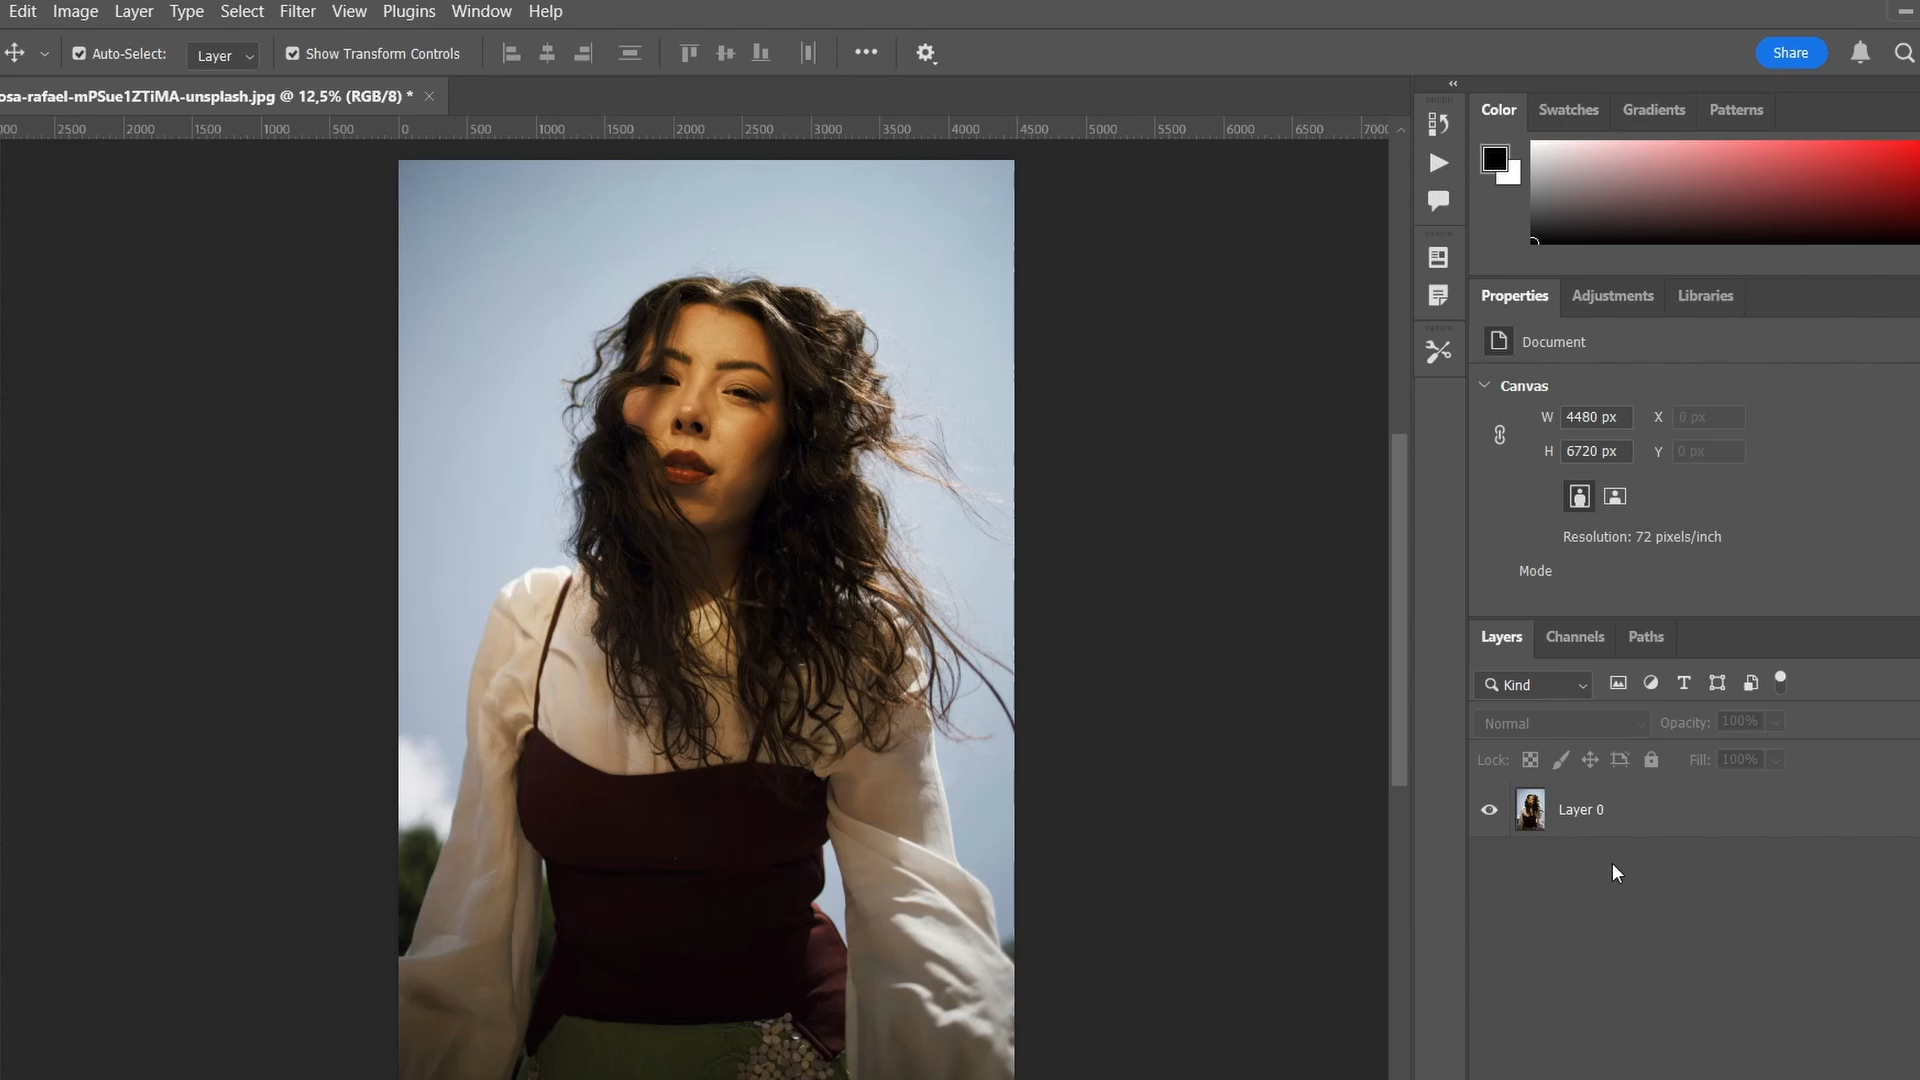 Edit Image Layer Type Select Filter View Plugins Window Help
Auto-Select: Layer Show Transform Controls ••• Share
osa-rafael-mPSue1ZTiMA-unsplash.jpg @ 12,5% (RGB/8) * ×
000 2500 2000 1500 1000 500 0 500 1000 1500 2000 2500 3000 3500 4000 4500 5000 5500 6000 6500 7000
Color Swatches Gradients Patterns
Properties Adjustments Libraries
Document
Canvas
W 4480 px X 0 px
H 6720 px Y 0 px
Resolution: 72 pixels/inch
Mode
Layers Channels Paths
Kind
Normal Opacity: 100%
Lock: Fill: 100%
Layer 0